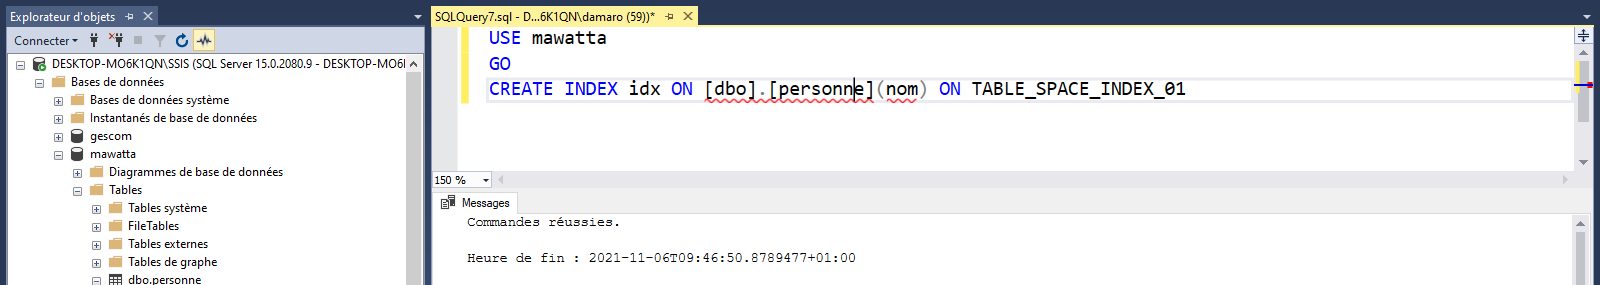 Explorateur d'objets
SQLQuery7.sql - D...6K1QN\damaro (59))*
Connecter
DESKTOP-MO6K1QN\SSIS (SQL Server 15.0.2080.9 - DESKTOP-MO6K1
Bases de données
Bases de données système
Instantanés de base de données
gescom
mawatta
Diagrammes de base de données
Tables
Tables système
FileTables
Tables externes
Tables de graphe
dbo.personne
USE mawatta
GO
CREATE INDEX idx ON [dbo].[personne](nom) ON TABLE_SPACE_INDEX_01
150 %
Messages
Commandes réussies.
Heure de fin : 2021-11-06T09:46:50.8789477+01:00